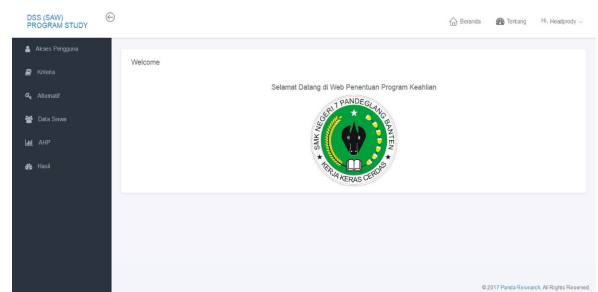 DSS (SAW)
PROGRAM STUDY
Beranda
Tentang
Hi, Headprody
Akses Pengguna
Kriteria
Alternatif
Data Siswa
AHP
Hasil
Welcome
Selamat Datang di Web Penentuan Program Keahlian
SMK NEGERI 7 PANDEGLANG BANTEN
KERJA KERAS CERDAS
© 2017 Panda Research. All Rights Reserved.